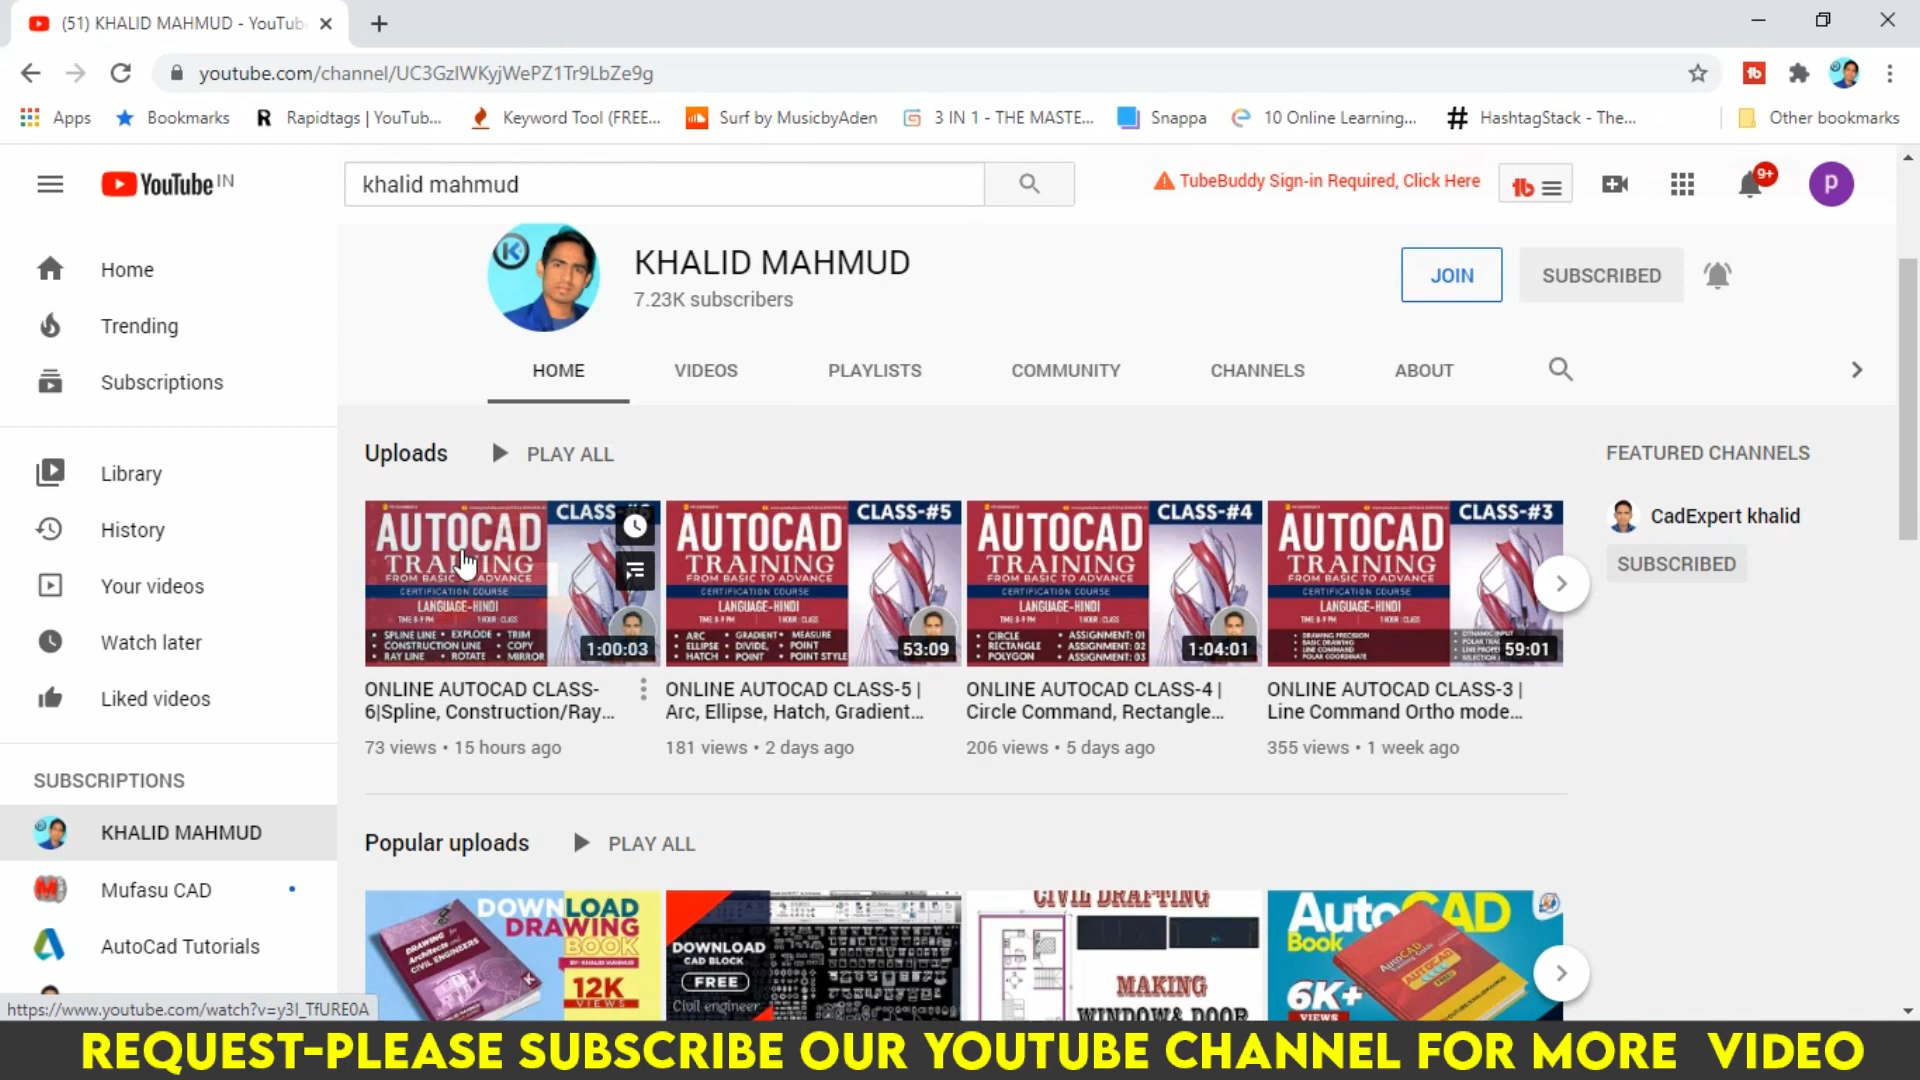 (51) KHALID MAHMUD - YouTub
youtube.com/channel/UC3GzIWKyjWePZ1Tr9LbZe9g
Apps
Bookmarks
Rapidtags | YouTub...
Keyword Tool (FREE...
Surf by MusicbyAden
3 IN 1 - THE MASTE...
Snappa
10 Online Learning...
HashtagStack - The...
Other bookmarks
YouTube IN
khalid mahmud
TubeBuddy Sign-in Required, Click Here
9+
p
Home
Trending
Subscriptions
Library
History
Your videos
Watch later
Liked videos
SUBSCRIPTIONS
KHALID MAHMUD
Mufasu CAD
AutoCad Tutorials
KHALID MAHMUD
7.23K subscribers
JOIN
SUBSCRIBED
HOME
VIDEOS
PLAYLISTS
COMMUNITY
CHANNELS
ABOUT
Uploads
PLAY ALL
AUTOCAD
TRAINING
FROM BASIC TO ADVANCE
CERTIFICATION COURSE
LANGUAGE-HINDI
TIME 8-9 PM 1 HOUR : CLASS
• SPLINE LINE • EXPLODE • TRIM
• CONSTRUCTION LINE • COPY
• RAY LINE • ROTATE • MIRROR
CLASS
1:00:03
ONLINE AUTOCAD CLASS-
6|Spline, Construction/Ray...
73 views • 15 hours ago
AUTOCAD
TRAINING
FROM BASIC TO ADVANCE
CERTIFICATION COURSE
LANGUAGE-HINDI
TIME 8-9 PM 1 HOUR : CLASS
• ARC • GRADIENT • MEASURE
• ELLIPSE • DIVIDE, • POINT
• HATCH • POINT • POINT STYLE
CLASS-#5
53:09
ONLINE AUTOCAD CLASS-5 |
Arc, Ellipse, Hatch, Gradient...
181 views • 2 days ago
AUTOCAD
TRAINING
FROM BASIC TO ADVANCE
CERTIFICATION COURSE
LANGUAGE-HINDI
TIME 8-9 PM 1 HOUR : CLASS
• CIRCLE • ASSIGNMENT: 01
• RECTANGLE • ASSIGNMENT: 02
• POLYGON • ASSIGNMENT: 03
CLASS-#4
1:04:01
ONLINE AUTOCAD CLASS-4 |
Circle Command, Rectangle...
206 views • 5 days ago
AUTOCAD
TRAINING
FROM BASIC TO ADVANCE
CERTIFICATION COURSE
LANGUAGE-HINDI
TIME 8-9 PM 1 HOUR : CLASS
• DRAWING PRECISION
• BASIC DRAWING
• LINE COMMAND
• POLAR COORDINATE
• DYNAMIC INPUT
CLASS-#3
59:01
ONLINE AUTOCAD CLASS-3 |
Line Command Ortho mode...
355 views • 1 week ago
FEATURED CHANNELS
CadExpert khalid
SUBSCRIBED
Popular uploads
PLAY ALL
DOWNLOAD
DRAWING
BOOK
BY: KHALID MAHMUD
12K
VIEWS
DRAWING for
Architects and
CIVIL ENGINEERS
DOWNLOAD
CAD BLOCK
FREE
Civil engineer
CIVIL DRAFTING
MAKING
WINDOW & DOOR
AutoCAD
Book
6K+
VIEWS
https://www.youtube.com/watch?v=y3I_TfURE0A
REQUEST-PLEASE SUBSCRIBE OUR YOUTUBE CHANNEL FOR MORE VIDEO